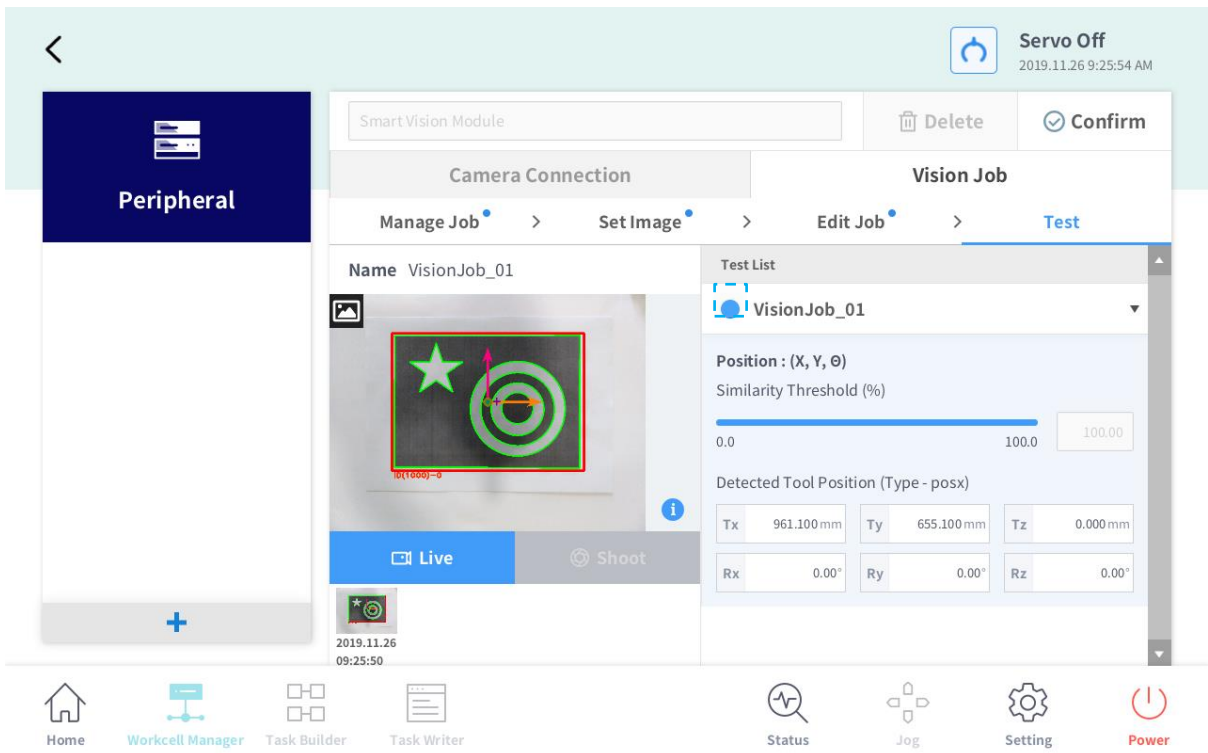 Servo Off
2019.11.26 9:25:54 AM
Peripheral
Smart Vision Module
Delete
Confirm
Camera Connection
Vision Job
Manage Job > Set Image > Edit Job > Test
Name VisionJob_01
Test List
VisionJob_01
Position : (X, Y, Θ)
Similarity Threshold (%)
0.0
100.0
100.00
ID(1000)-0
Detected Tool Position (Type - posx)
Tx 961.100 mm Ty 655.100 mm Tz 0.000 mm
Rx 0.00° Ry 0.00° Rz 0.00°
Live
Shoot
2019.11.26
09:25:50
Home
Workcell Manager
Task Builder
Task Writer
Status
Jog
Setting
Power